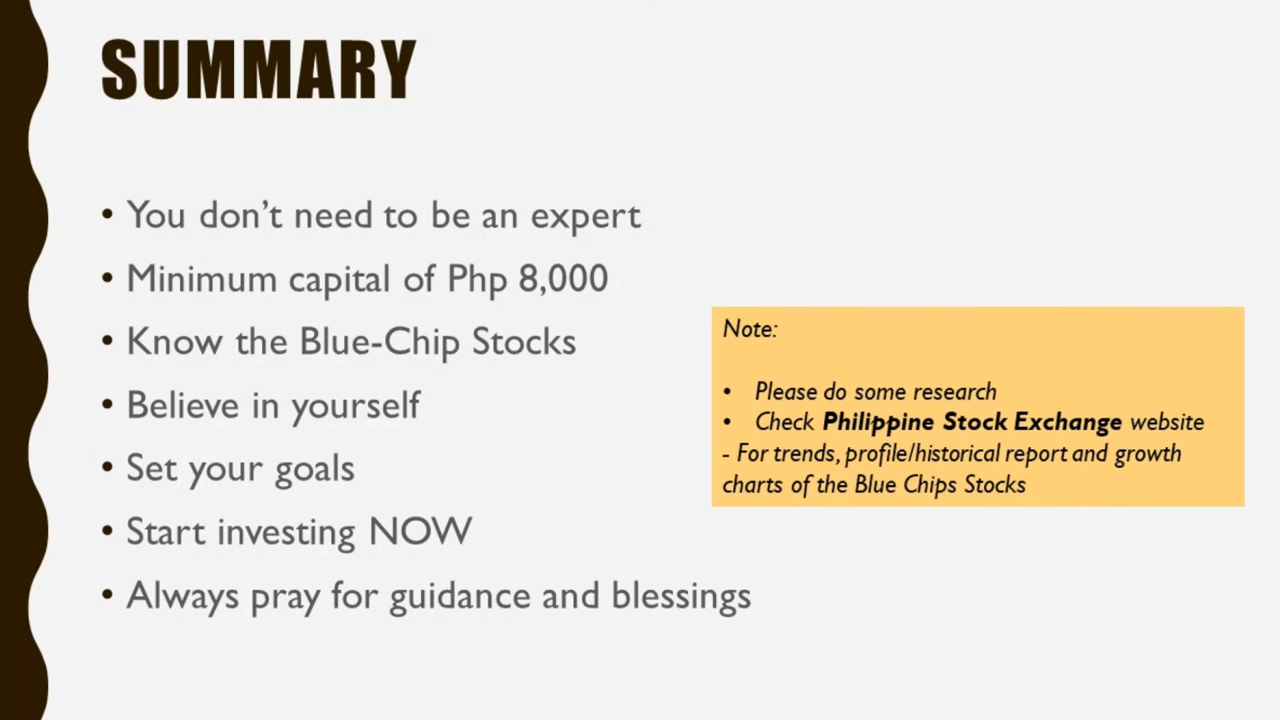 SUMMARY
• You don't need to be an expert
• Minimum capital of Php 8,000
• Know the Blue-Chip Stocks
• Believe in yourself
• Set your goals
• Start investing NOW
• Always pray for guidance and blessings
Note:
• Please do some research
• Check Philippine Stock Exchange website
- For trends, profile/historical report and growth
charts of the Blue Chips Stocks